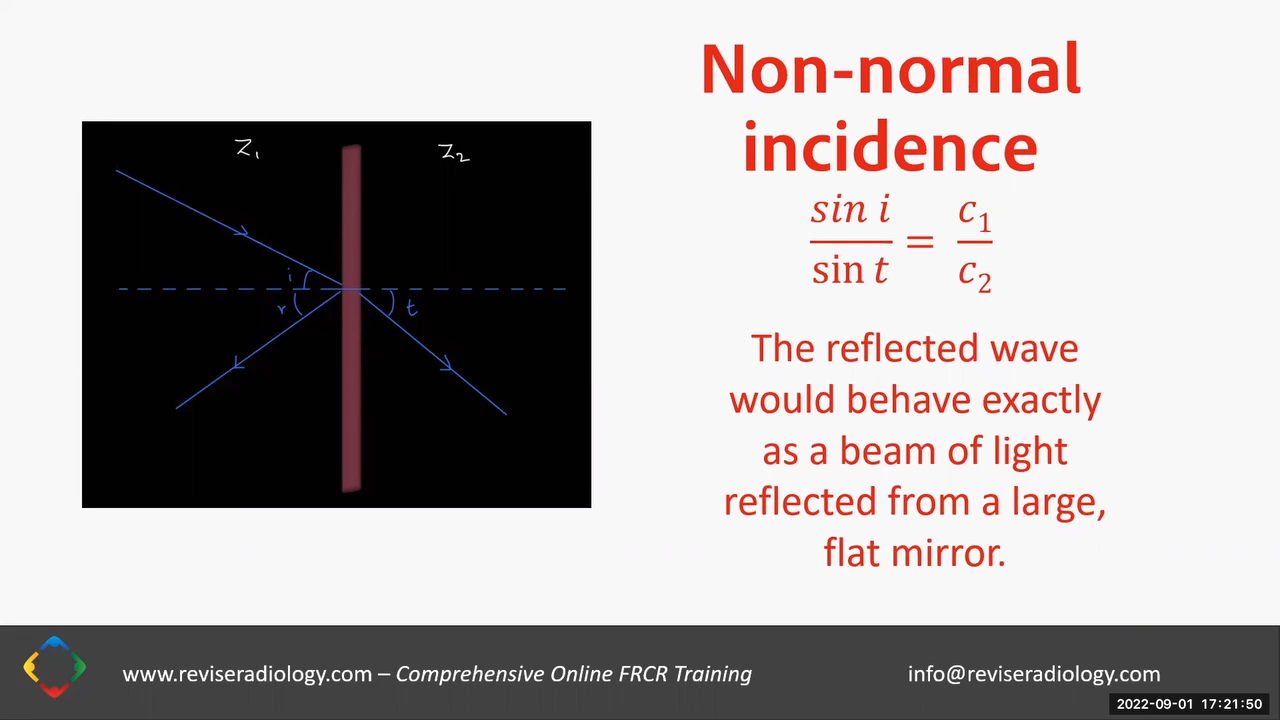 Non-normal
incidence
sin i / sin t = c₁ / c₂
The reflected wave
would behave exactly
as a beam of light
reflected from a large,
flat mirror.
Z₁
Z₂
i
r
t
www.reviseradiology.com – Comprehensive Online FRCR Training
info@reviseradiology.com
2022-09-01 17:21:50